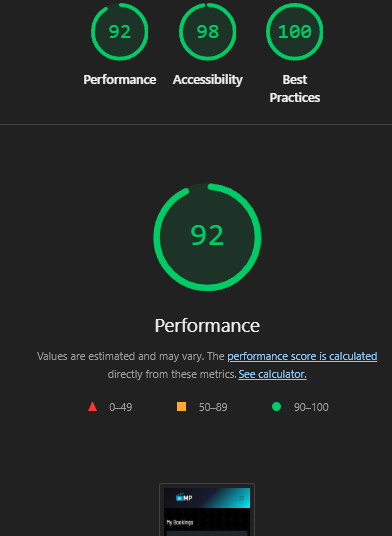 92
98
100
Performance
Accessibility
Best
Practices
92
Performance
Values are estimated and may vary. The performance score is calculated
directly from these metrics. See calculator.
0–49
50–89
90–100
MP
My Bookings